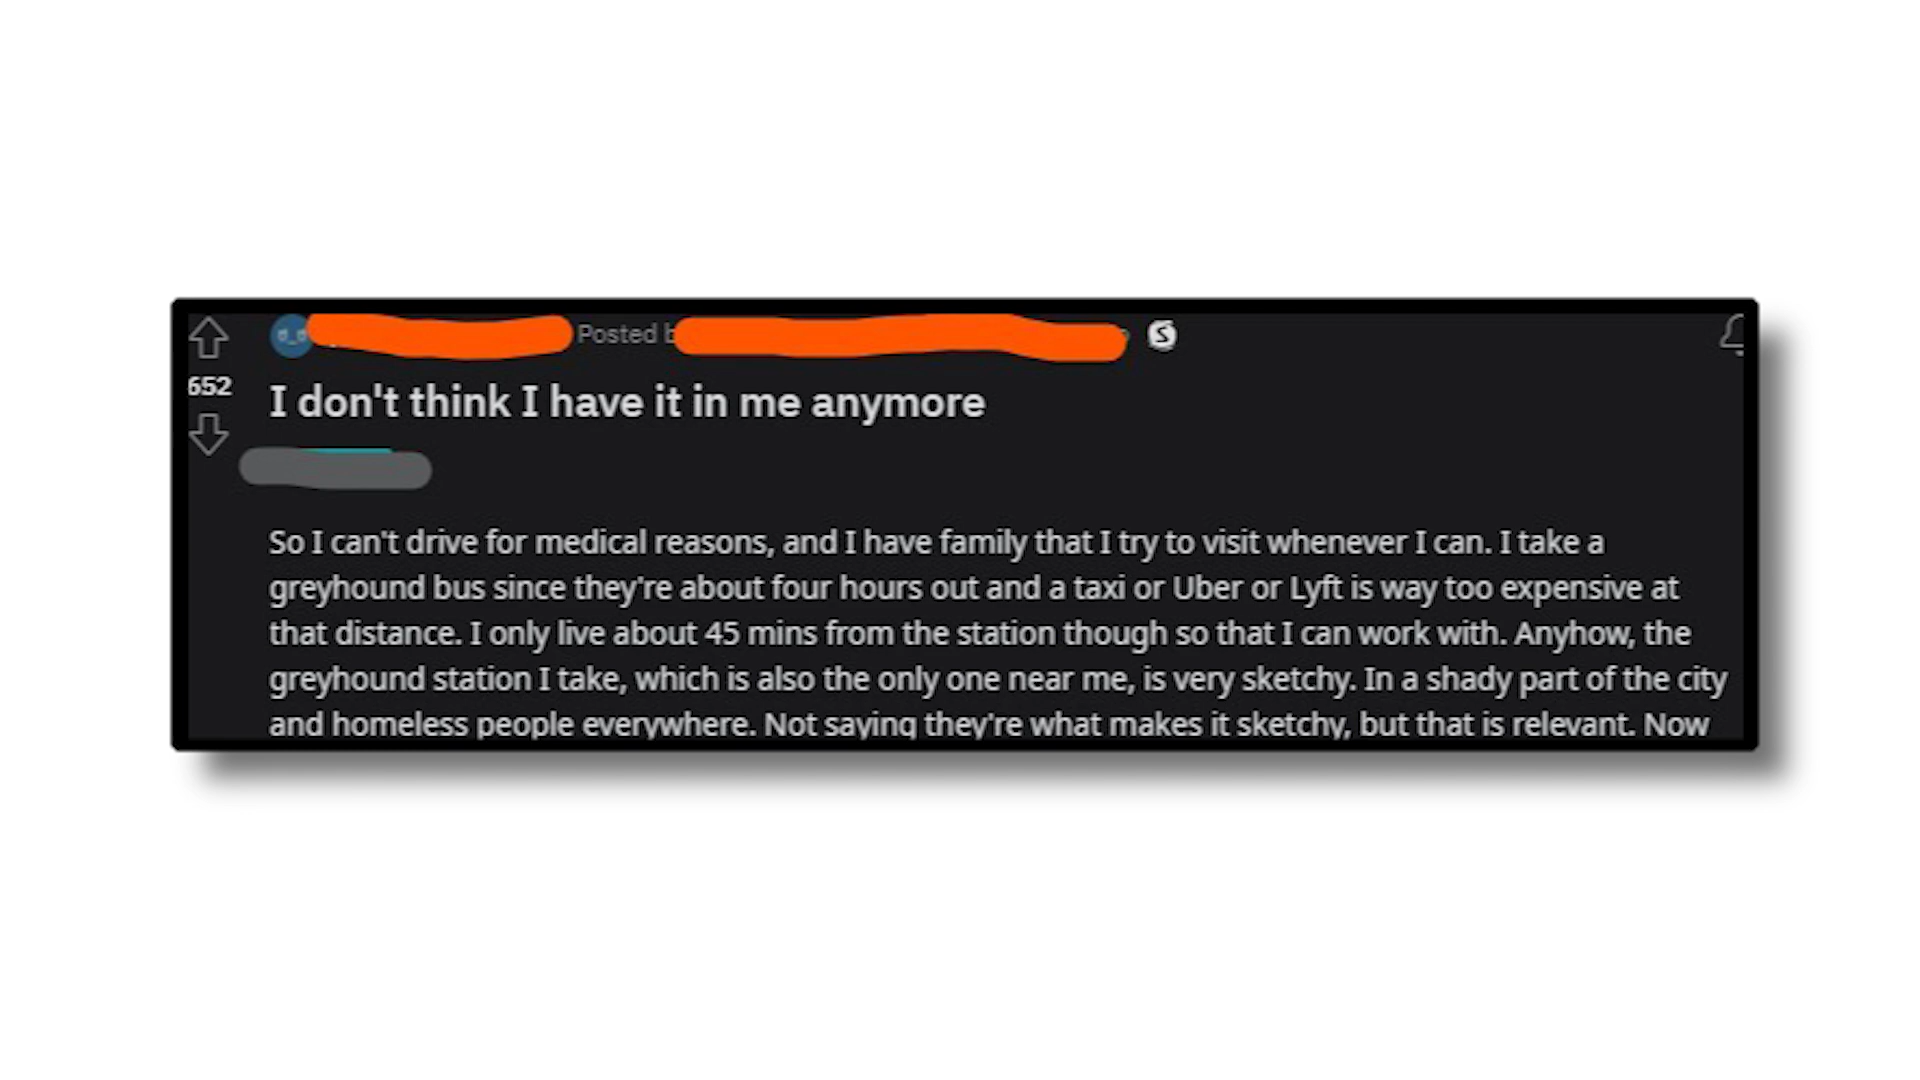 Posted b
652
I don't think I have it in me anymore
So I can't drive for medical reasons, and I have family that I try to visit whenever I can. I take a
greyhound bus since they're about four hours out and a taxi or Uber or Lyft is way too expensive at
that distance. I only live about 45 mins from the station though so that I can work with. Anyhow, the
greyhound station I take, which is also the only one near me, is very sketchy. In a shady part of the city
and homeless people everywhere. Not saying they're what makes it sketchy, but that is relevant. Now